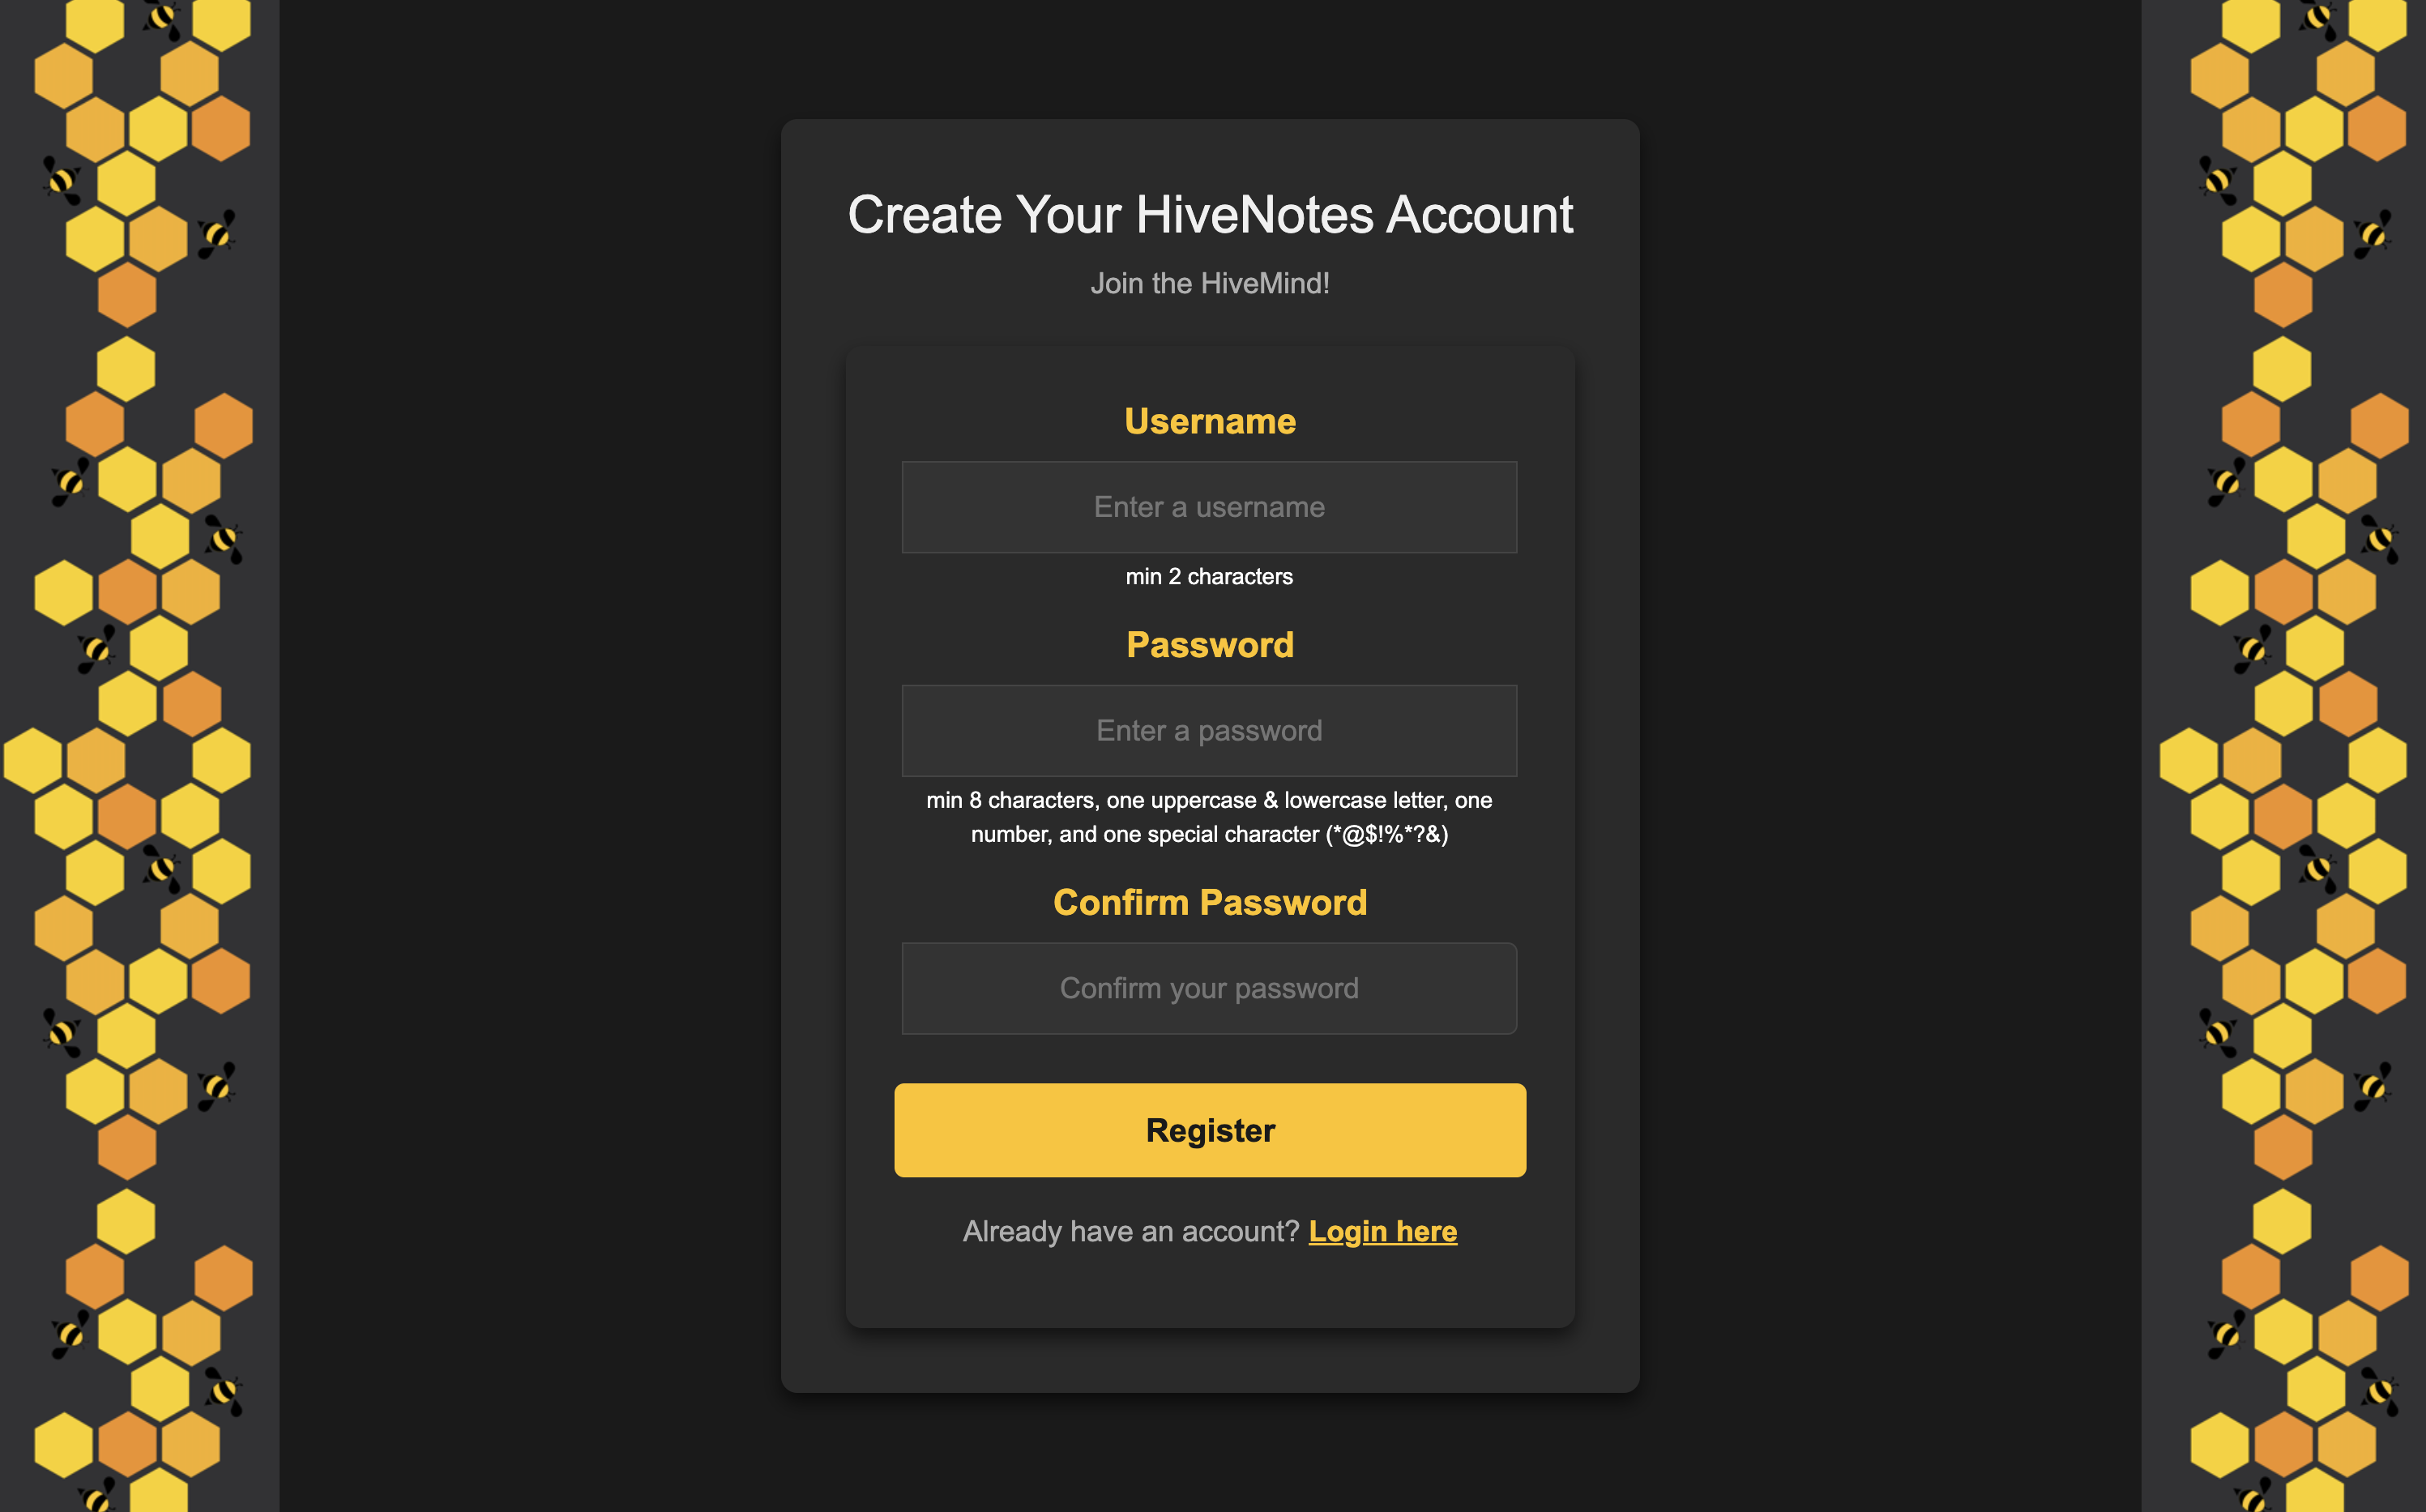 Create Your HiveNotes Account
Join the HiveMind!
Username
Enter a username
min 2 characters
Password
Enter a password
min 8 characters, one uppercase & lowercase letter, one
number, and one special character (*@$!%*?&)
Confirm Password
Confirm your password
Register
Already have an account? Login here